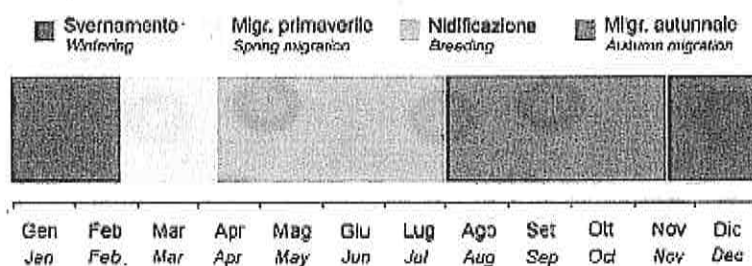 Svernamento
Wintering
Migr. primaverile
Spring migration
Nidificazione
Breeding
Migr. autunnale
Autumn migration
Gen Feb Mar Apr Mag Giu Lug Ago Set Ott Nov Dic
Jan Feb Mar Apr May Jun Jul Aug Sep Oct Nov Dec